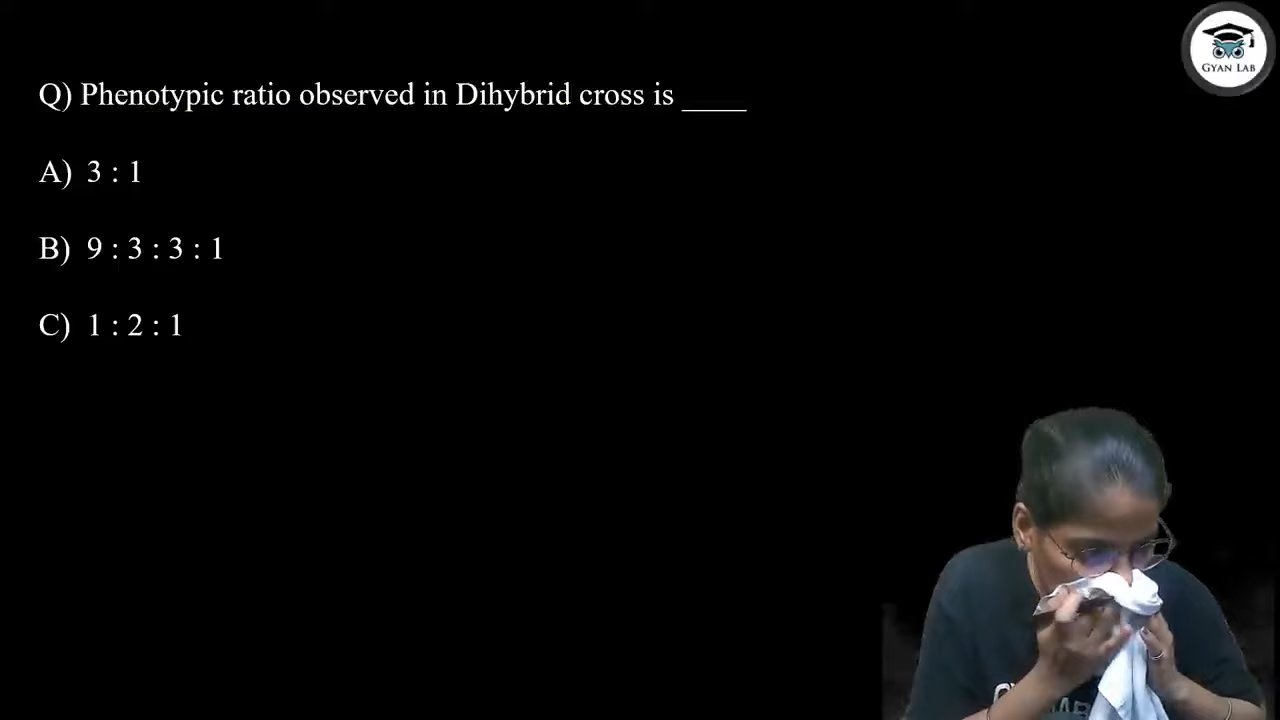 Q) Phenotypic ratio observed in Dihybrid cross is ____
A) 3 : 1
B) 9 : 3 : 3 : 1
C) 1 : 2 : 1
GYAN LAB